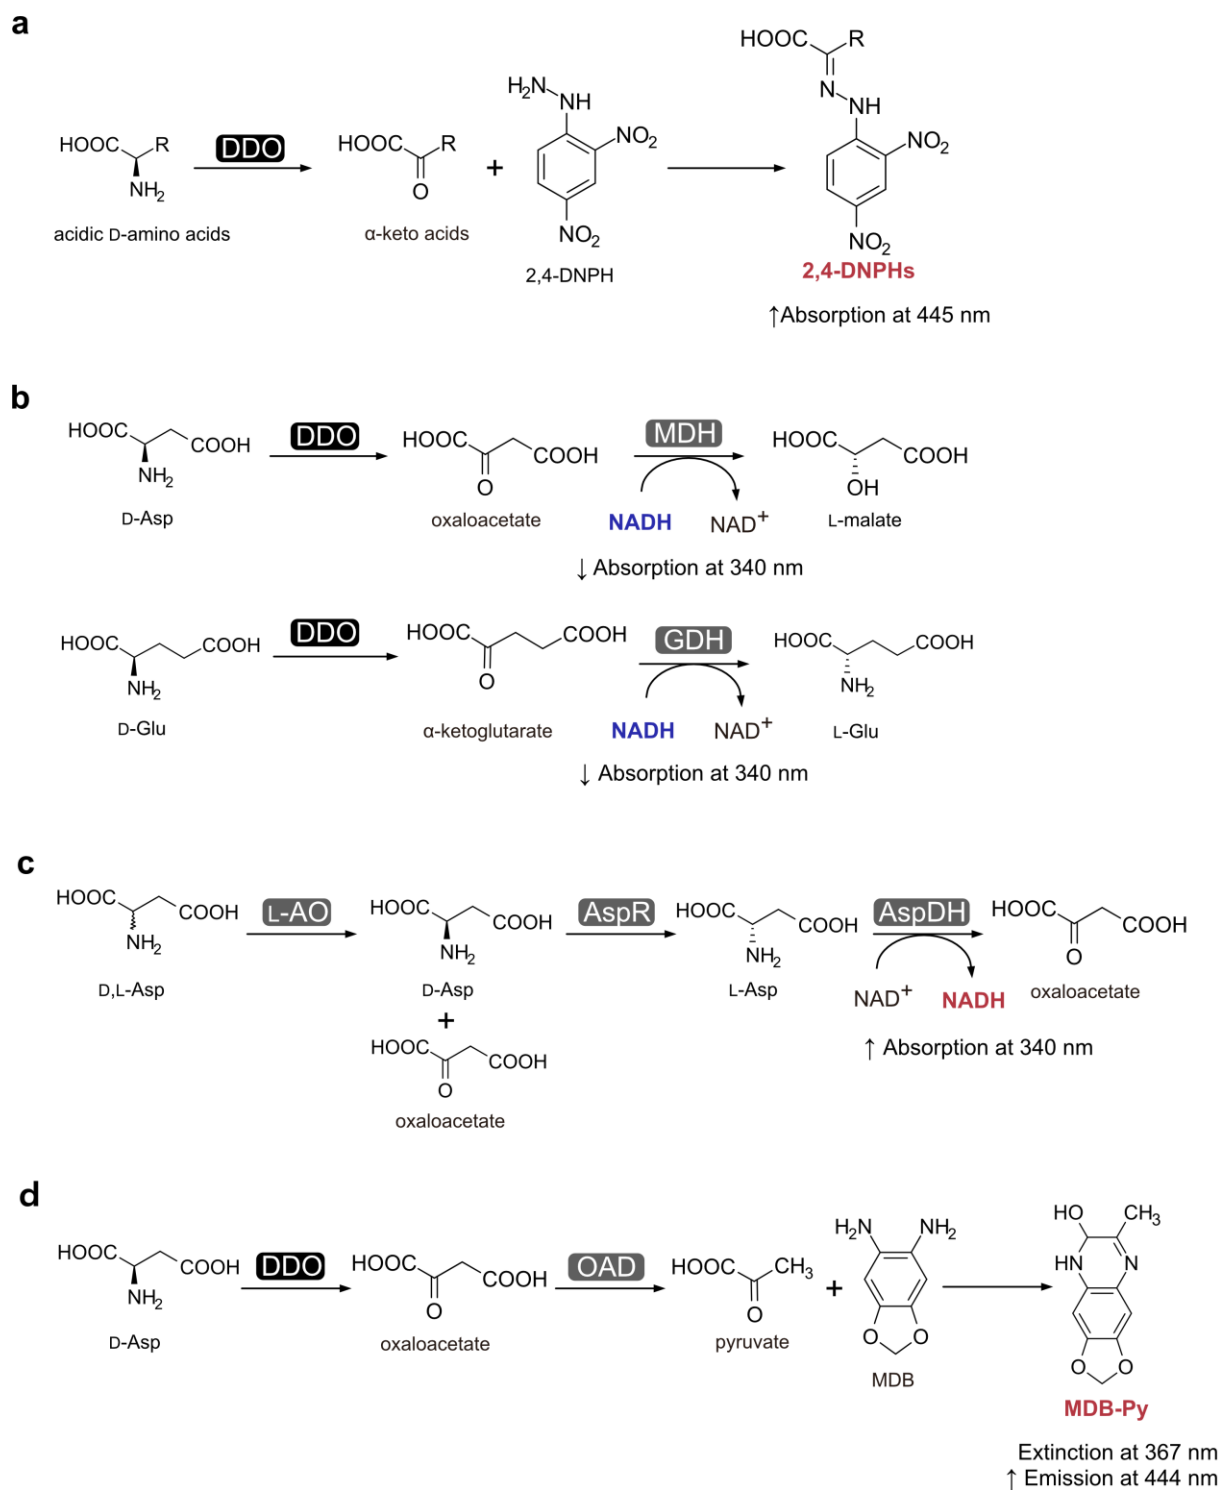 a
HOOC R
NH₂
acidic D-amino acids
DDO
HOOC R
O
α-keto acids
+
H₂N
NH
NO₂
NO₂
2,4-DNPH
HOOC R
N
NH
NO₂
NO₂
2,4-DNPHs
↑Absorption at 445 nm
b
HOOC COOH
NH₂
D-Asp
DDO
HOOC COOH
O
oxaloacetate
MDH
NADH NAD⁺
HOOC COOH
OH
L-malate
↓ Absorption at 340 nm
HOOC COOH
NH₂
D-Glu
DDO
HOOC COOH
O
α-ketoglutarate
GDH
NADH NAD⁺
HOOC COOH
NH₂
L-Glu
↓ Absorption at 340 nm
c
HOOC COOH
NH₂
D,L-Asp
L-AO
HOOC COOH
NH₂
D-Asp
+
HOOC COOH
O
oxaloacetate
AspR
HOOC COOH
NH₂
L-Asp
AspDH
NAD⁺ NADH
HOOC COOH
O
oxaloacetate
↑ Absorption at 340 nm
d
HOOC COOH
NH₂
D-Asp
DDO
HOOC COOH
O
oxaloacetate
OAD
HOOC CH₃
O
pyruvate
+
H₂N NH₂
O O
MDB
HO CH₃
HN N
O O
MDB-Py
Extinction at 367 nm
↑ Emission at 444 nm